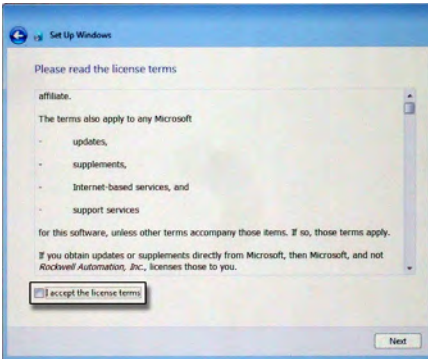 Set Up Windows
Please read the license terms
affiliate.
The terms also apply to any Microsoft
- updates,
- supplements,
- Internet-based services, and
- support services
for this software, unless other terms accompany those items. If so, those terms apply.
If you obtain updates or supplements directly from Microsoft, then Microsoft, and not
Rockwell Automation, Inc., licenses those to you.
I accept the license terms
Next